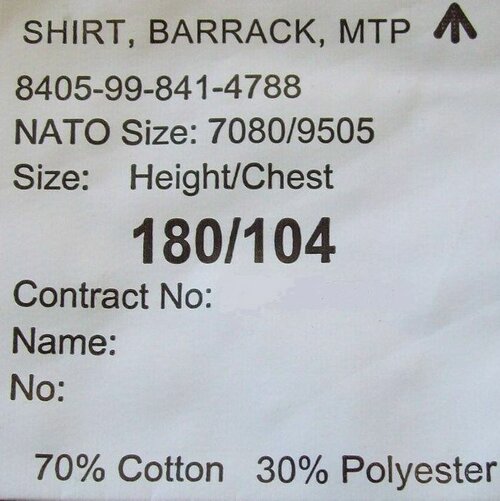 SHIRT, BARRACK, MTP
8405-99-841-4788
NATO Size: 7080/9505
Size: Height/Chest
180/104
Contract No:
Name:
No:
70% Cotton 30% Polyester